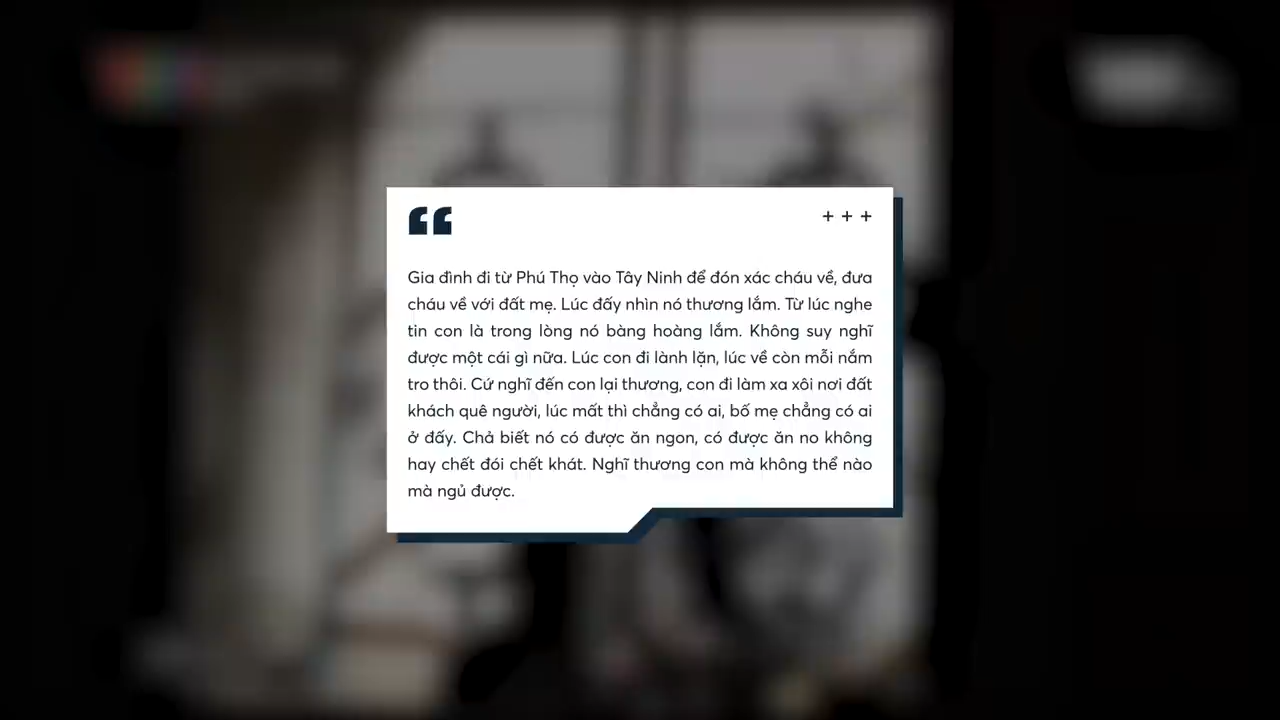 Gia đình đi từ Phú Thọ vào Tây Ninh để đón xác cháu về, đưa
cháu về với đất mẹ. Lúc đấy nhìn nó thương lắm. Từ lúc nghe
tin con là trong lòng nó bàng hoàng lắm. Không suy nghĩ
được một cái gì nữa. Lúc con đi lành lặn, lúc về còn mỗi nắm
tro thôi. Cứ nghĩ đến con lại thương, con đi làm xa xôi nơi đất
khách quê người, lúc mất thì chẳng có ai, bố mẹ chẳng có ai
ở đấy. Chả biết nó có được ăn ngon, có được ăn no không
hay chết đói chết khát. Nghĩ thương con mà không thể nào
mà ngủ được.